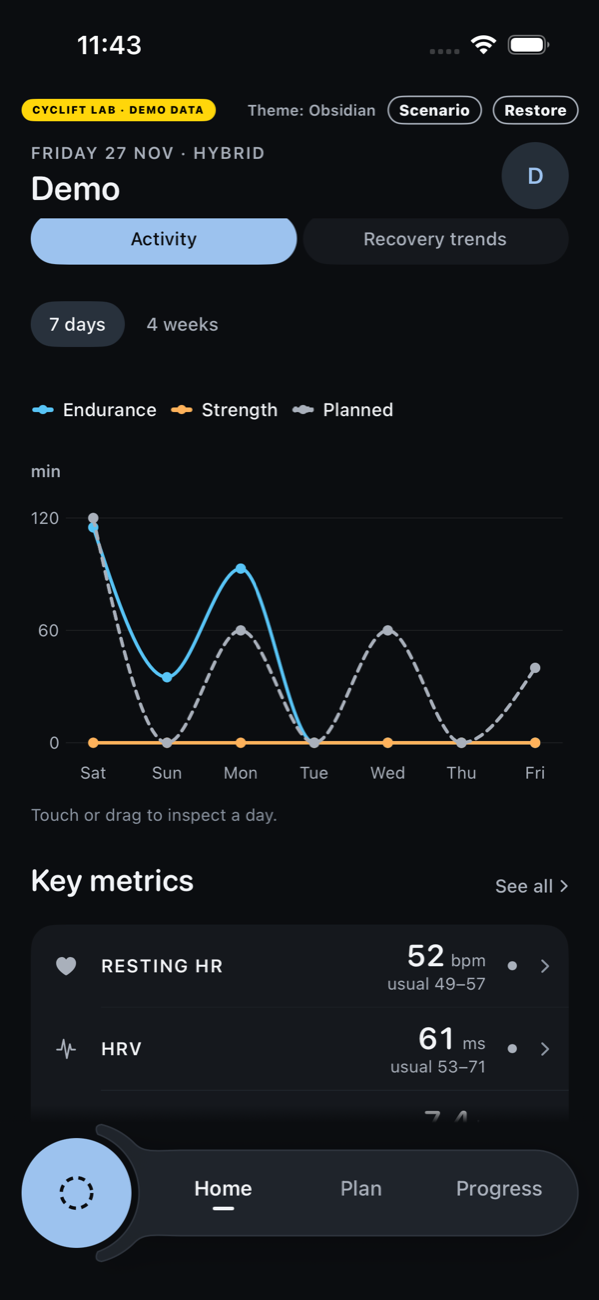 11:43
CYCLIFT LAB · DEMO DATA
Theme: Obsidian
Scenario
Restore
FRIDAY 27 NOV · HYBRID
Demo
D
Activity
Recovery trends
7 days
4 weeks
Endurance
Strength
Planned
min
120
60
0
Sat Sun Mon Tue Wed Thu Fri
Touch or drag to inspect a day.
Key metrics
See all
RESTING HR
52 bpm
usual 49–57
HRV
61 ms
usual 53–71
Home
Plan
Progress